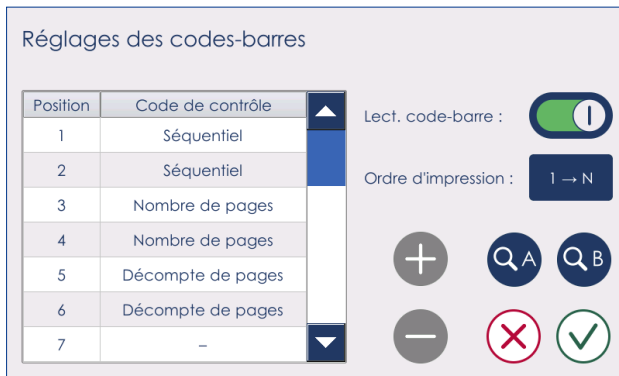 Réglages des codes-barres
Position Code de contrôle
1 Séquentiel
2 Séquentiel
3 Nombre de pages
4 Nombre de pages
5 Décompte de pages
6 Décompte de pages
7 –
Lect. code-barre :
Ordre d'impression : 1 → N
A B